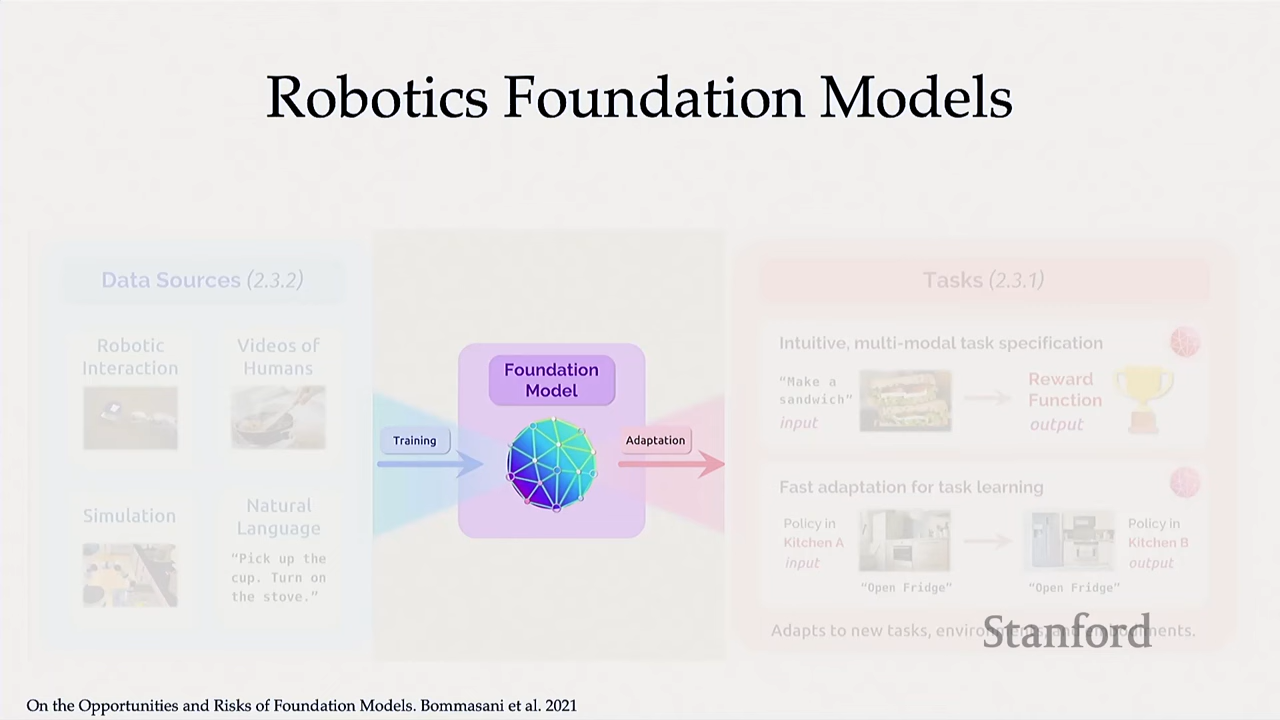 Robotics Foundation Models
Data Sources (2.3.2)
Robotic
Interaction
Videos of
Humans
Simulation
Natural
Language
“Pick up the
cup. Turn on
the stove.”
Training
Foundation
Model
Adaptation
Tasks (2.3.1)
Intuitive, multi-modal task specification
“Make a
sandwich”
input
Reward
Function
output
Fast adaptation for task learning
Policy in
Kitchen A
input
“Open Fridge”
Policy in
Kitchen B
output
“Open Fridge”
Adapts to new tasks, environments, and embodiments.
Stanford
On the Opportunities and Risks of Foundation Models. Bommasani et al. 2021